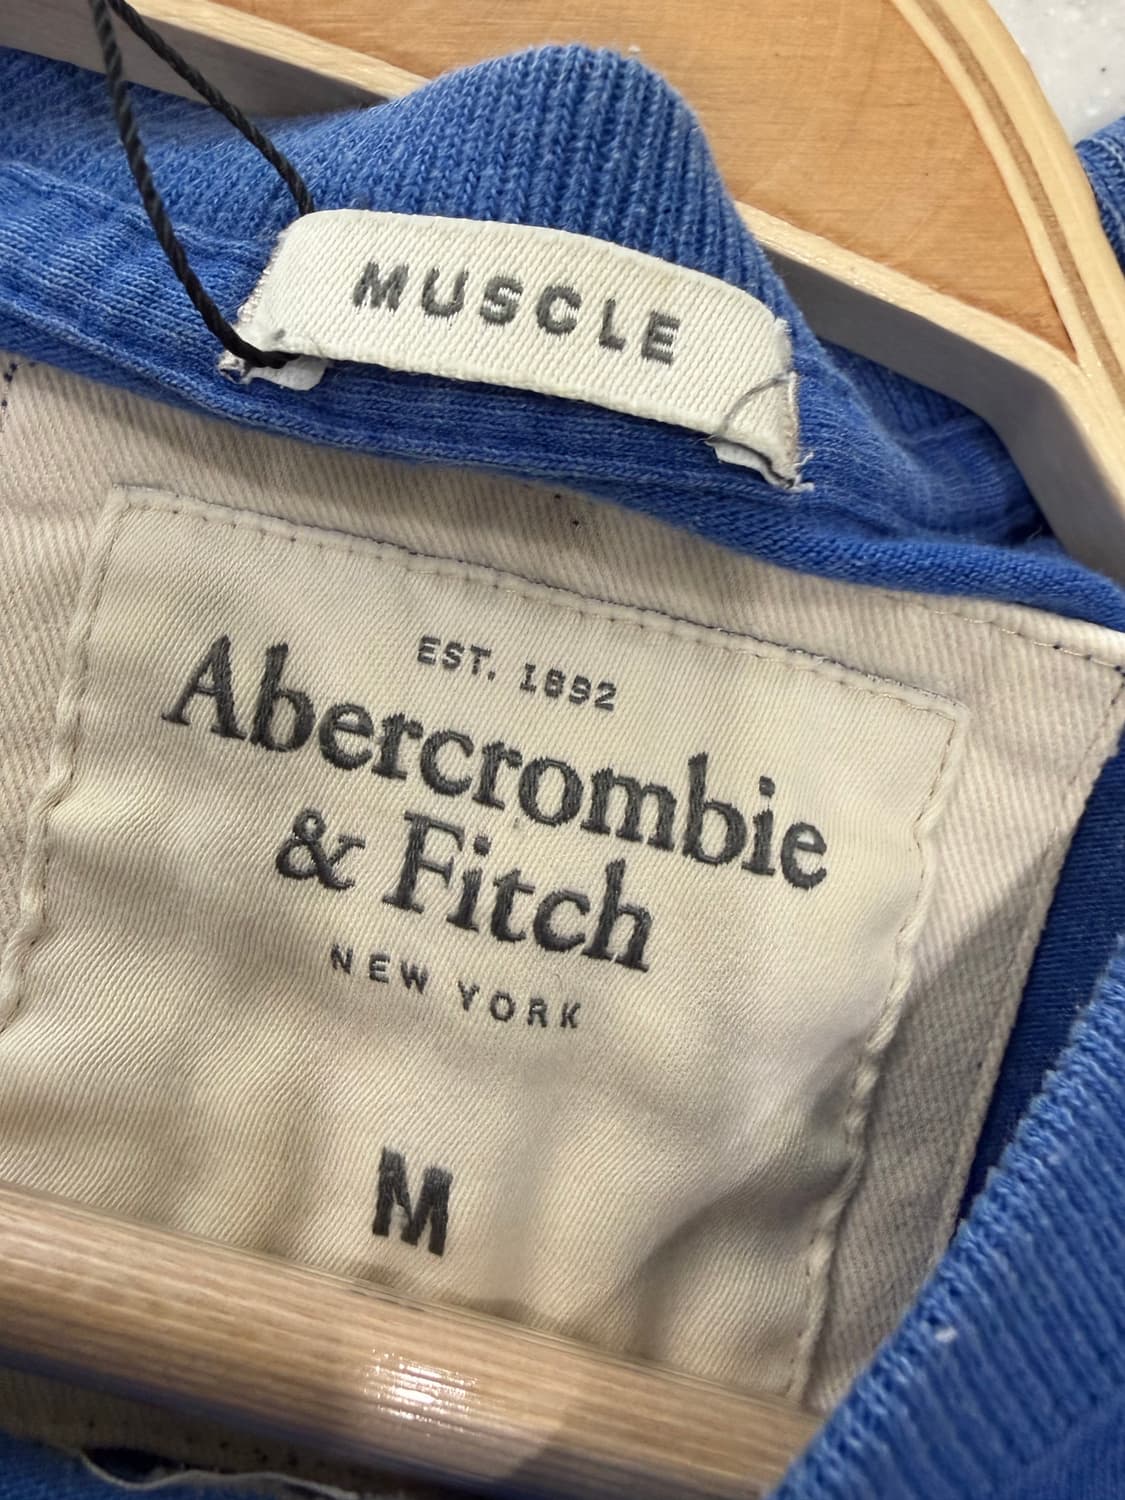 MUSCLE
EST. 1892
Abercrombie
& Fitch
NEW YORK
M